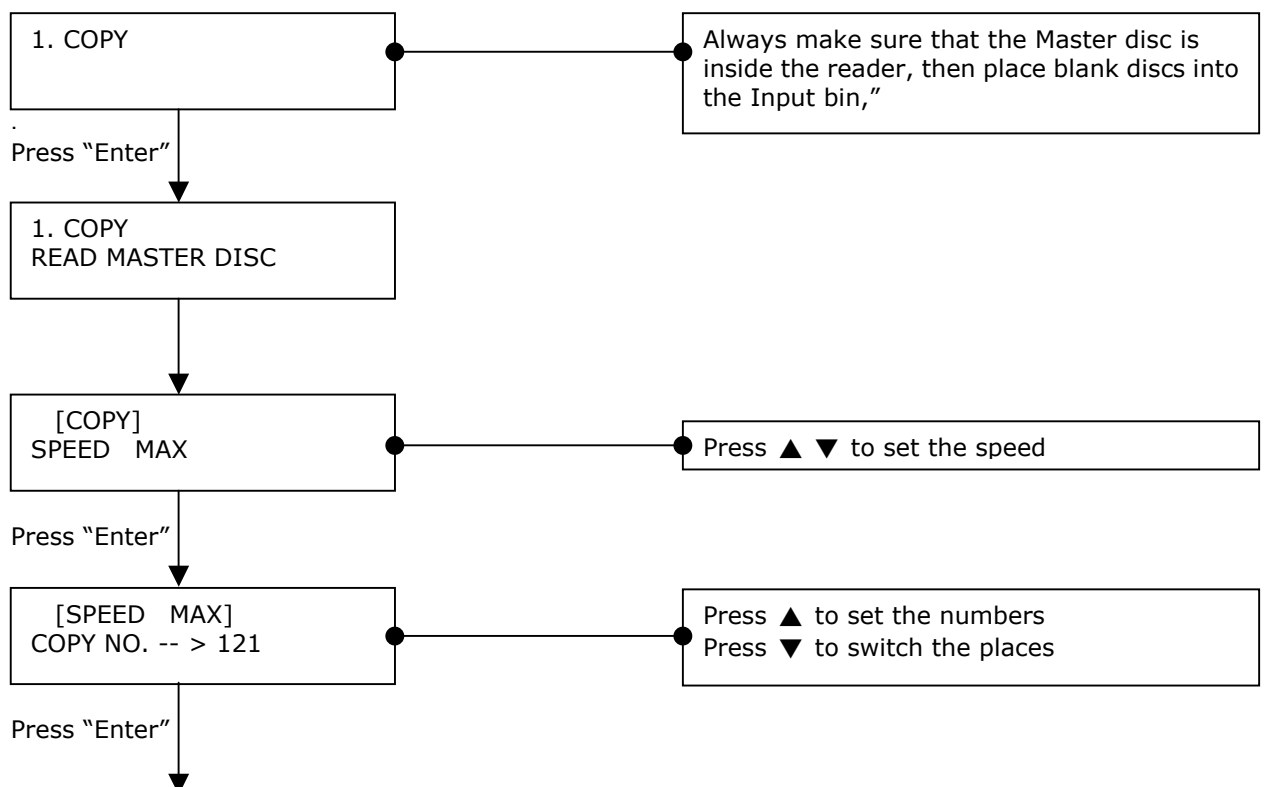 1. COPY
Always make sure that the Master disc is
inside the reader, then place blank discs into
the Input bin,”
.
Press “Enter”
1. COPY
READ MASTER DISC
[COPY]
SPEED MAX
Press ▲ ▼ to set the speed
Press “Enter”
[SPEED MAX]
COPY NO. -- > 121
Press ▲ to set the numbers
Press ▼ to switch the places
Press “Enter”